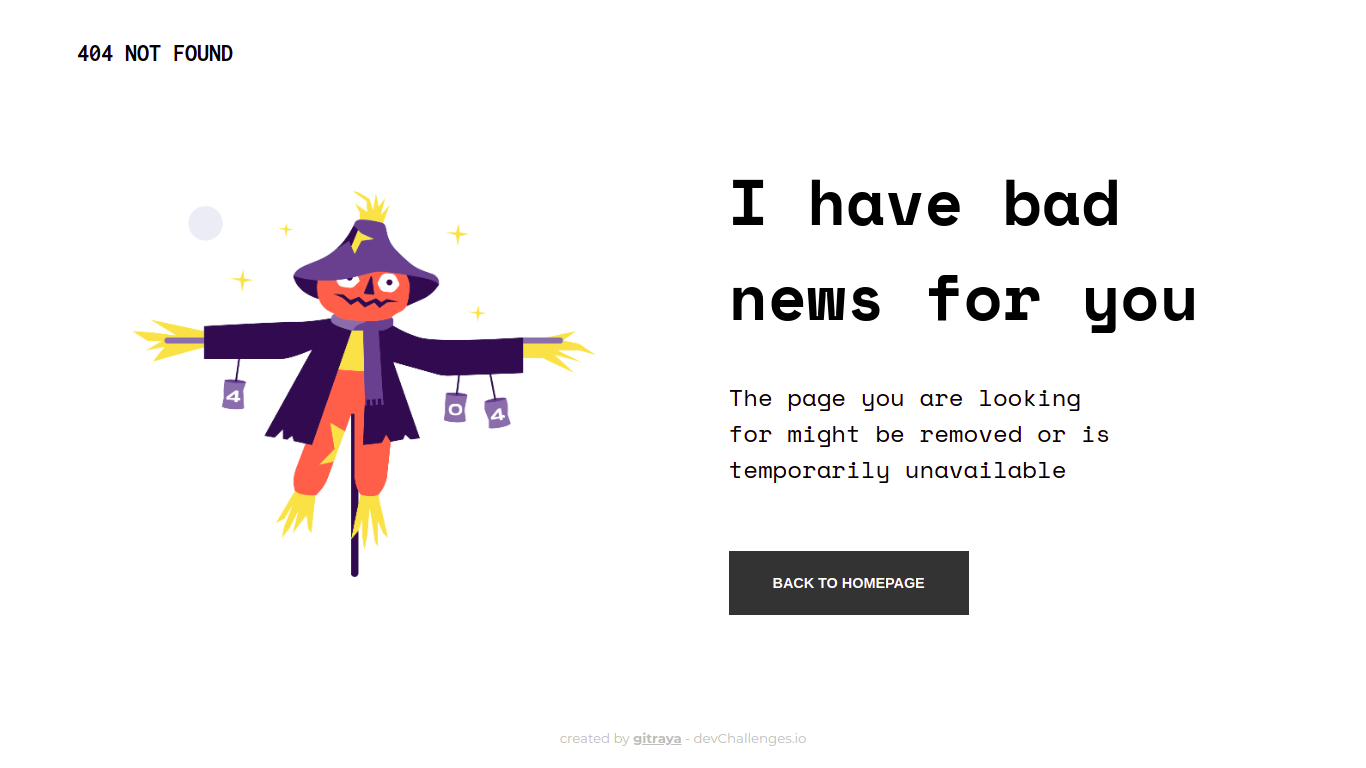 404 NOT FOUND
I have bad
news for you
The page you are looking
for might be removed or is
temporarily unavailable
BACK TO HOMEPAGE
4
0
4
created by gitraya - devChallenges.io